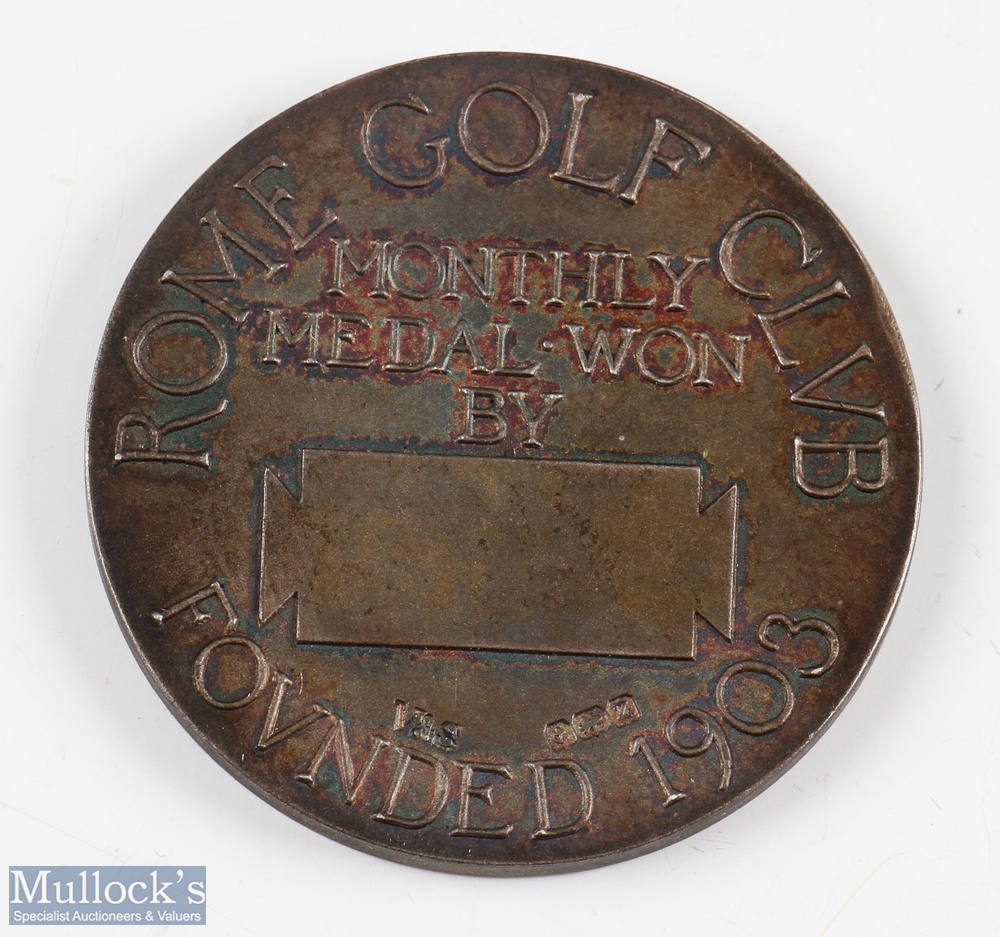 ROME GOLF CLVB
MONTHLY
MEDAL · WON
BY
V&S
FOVNDED 1903
Mullock's
Specialist Auctioneers & Valuers